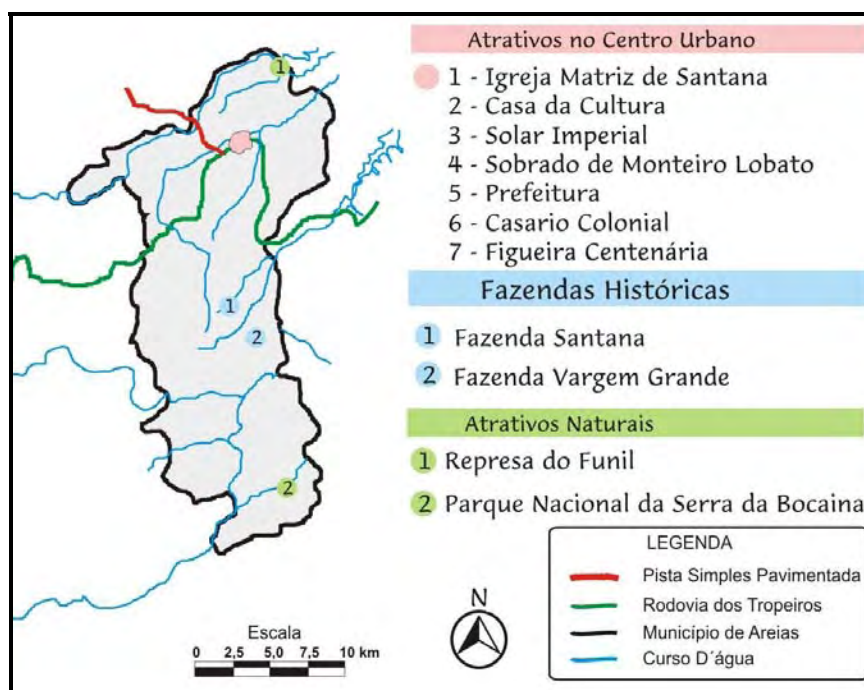 Atrativos no Centro Urbano
1 - Igreja Matriz de Santana
2 - Casa da Cultura
3 - Solar Imperial
4 - Sobrado de Monteiro Lobato
5 - Prefeitura
6 - Casario Colonial
7 - Figueira Centenária
Fazendas Históricas
1 Fazenda Santana
2 Fazenda Vargem Grande
Atrativos Naturais
1 Represa do Funil
2 Parque Nacional da Serra da Bocaina
LEGENDA
Pista Simples Pavimentada
Rodovia dos Tropeiros
Município de Areias
Curso D´água
N
Escala
0 2,5 5,0 7,5 10 km
1
1
2
2